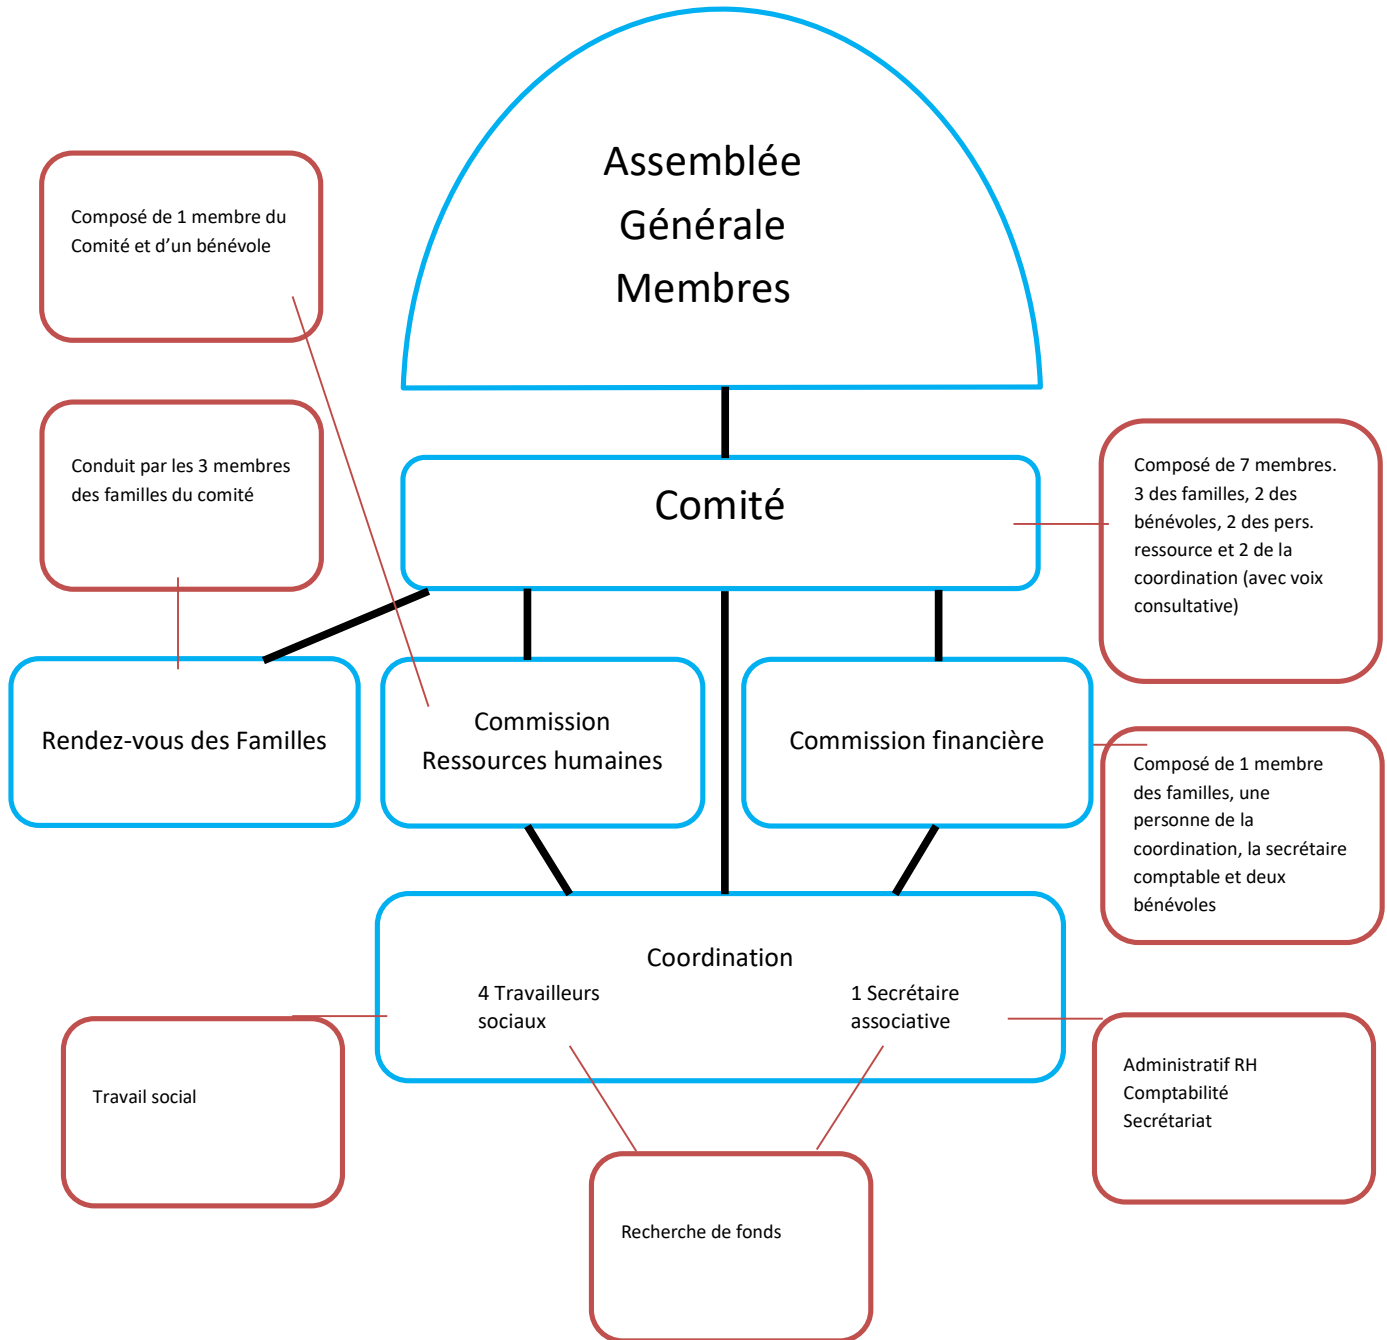 Assemblée
Générale
Membres
Composé de 1 membre du
Comité et d’un bénévole
Conduit par les 3 membres
des familles du comité
Comité
Composé de 7 membres.
3 des familles, 2 des
bénévoles, 2 des pers.
ressource et 2 de la
coordination (avec voix
consultative)
Rendez-vous des Familles
Commission
Ressources humaines
Commission financière
Composé de 1 membre
des familles, une
personne de la
coordination, la secrétaire
comptable et deux
bénévoles
Coordination
4 Travailleurs
sociaux
1 Secrétaire
associative
Travail social
Administratif RH
Comptabilité
Secrétariat
Recherche de fonds